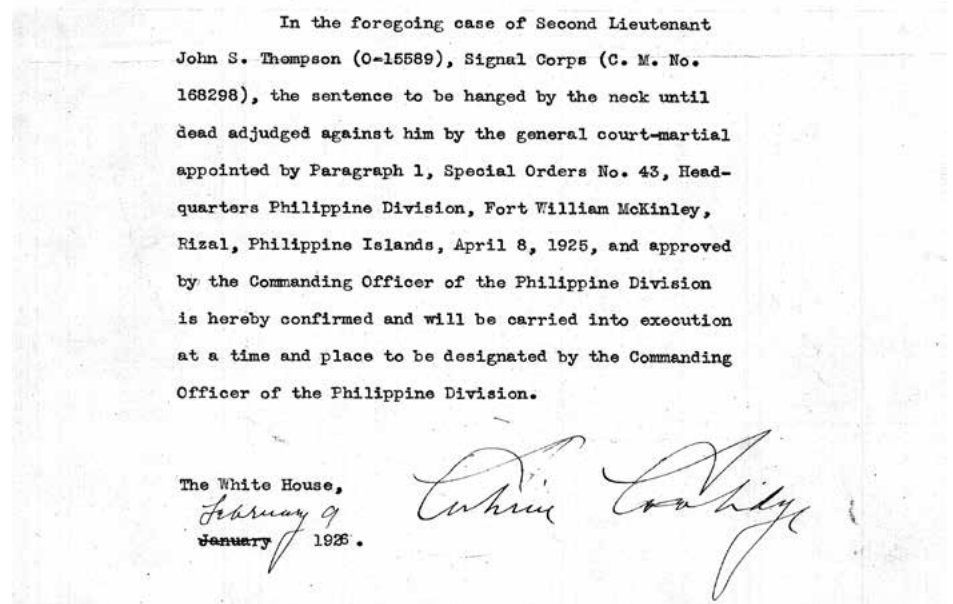 In the foregoing case of Second Lieutenant
John S. Thompson (O-15589), Signal Corps (C. M. No.
168298), the sentence to be hanged by the neck until
dead adjudged against him by the general court-martial
appointed by Paragraph 1, Special Orders No. 43, Head-
quarters Philippine Division, Fort William McKinley,
Rizal, Philippine Islands, April 8, 1925, and approved
by the Commanding Officer of the Philippine Division
is hereby confirmed and will be carried into execution
at a time and place to be designated by the Commanding
Officer of the Philippine Division.
The White House,
Calvin Coolidge
February 9
January 1926.